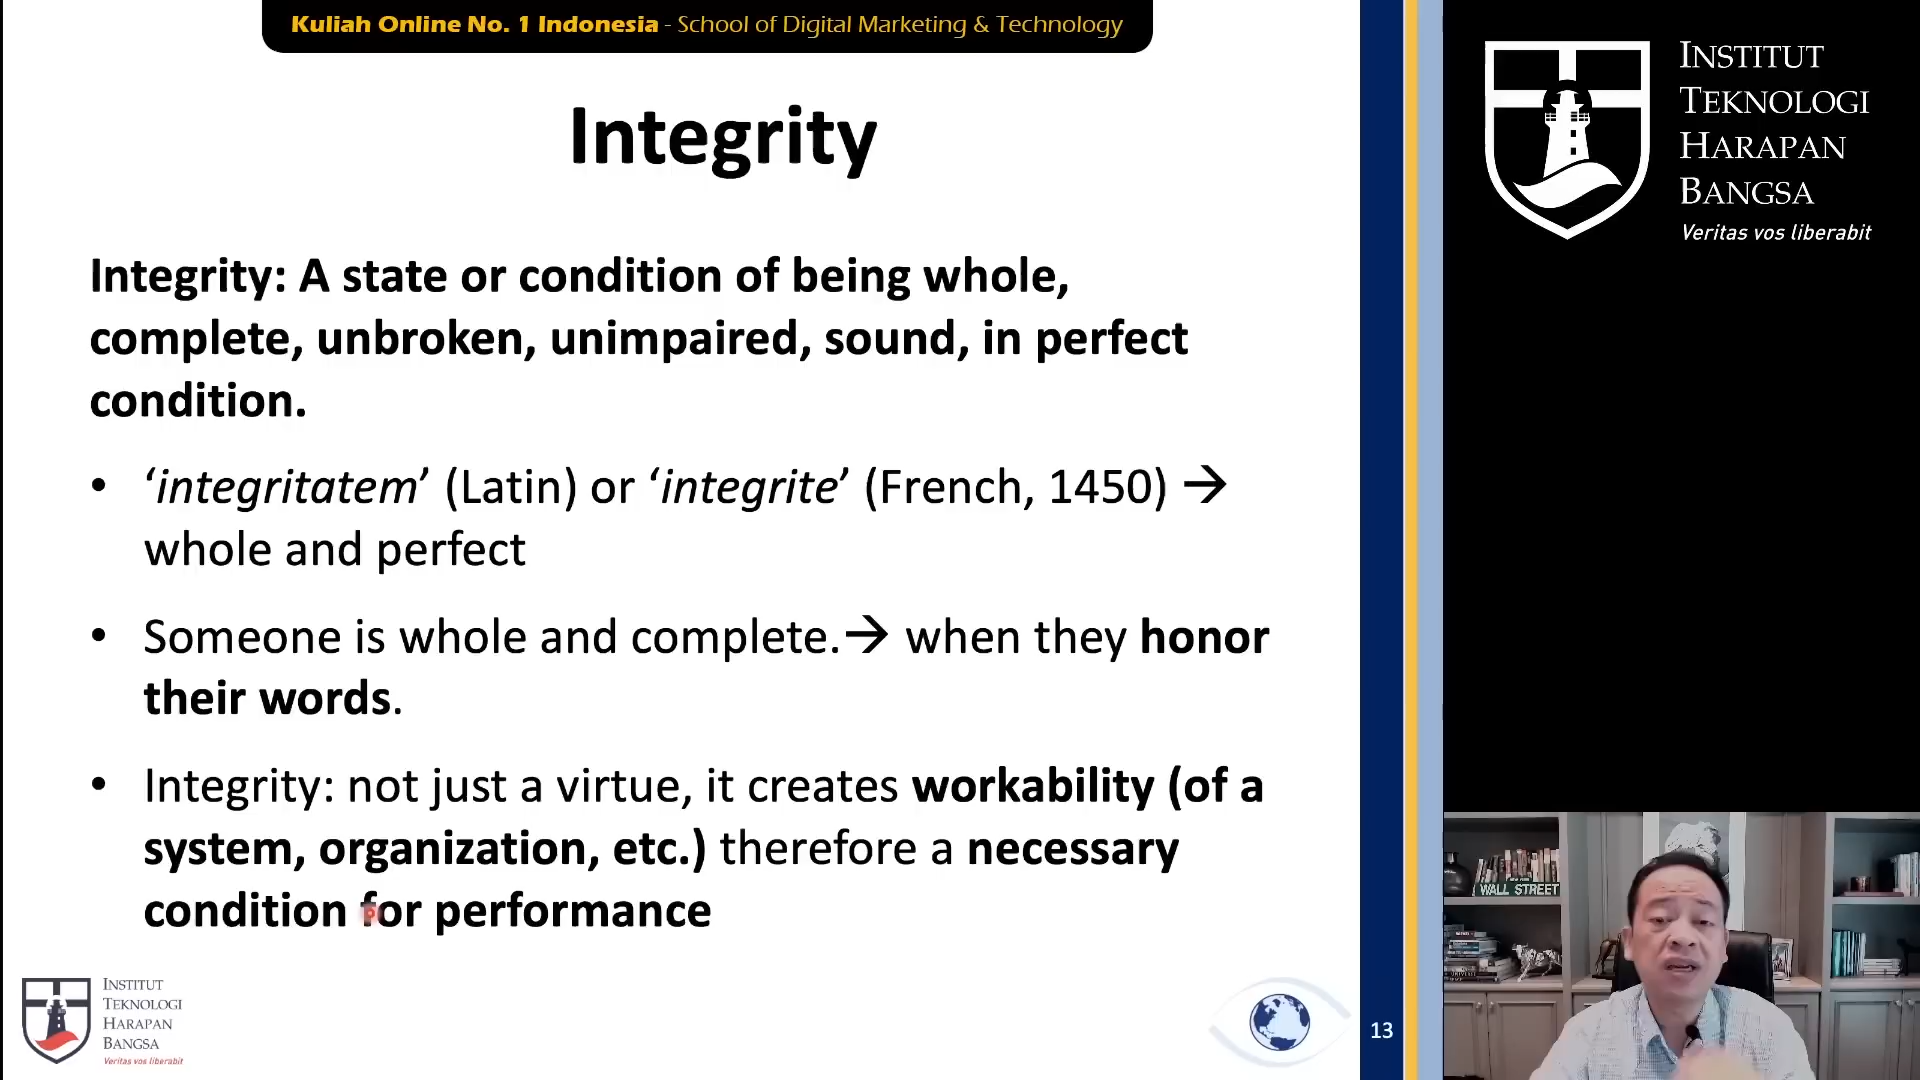 Kuliah Online No. 1 Indonesia - School of Digital Marketing & Technology
Integrity
Integrity: A state or condition of being whole,
complete, unbroken, unimpaired, sound, in perfect
condition.
• ‘integritatem’ (Latin) or ‘integrite’ (French, 1450) →
whole and perfect
• Someone is whole and complete.→ when they honor
their words.
• Integrity: not just a virtue, it creates workability (of a
system, organization, etc.) therefore a necessary
condition for performance
INSTITUT
TEKNOLOGI
HARAPAN
BANGSA
Veritas vos liberabit
13
INSTITUT
TEKNOLOGI
HARAPAN
BANGSA
Veritas vos liberabit
WALL STREET